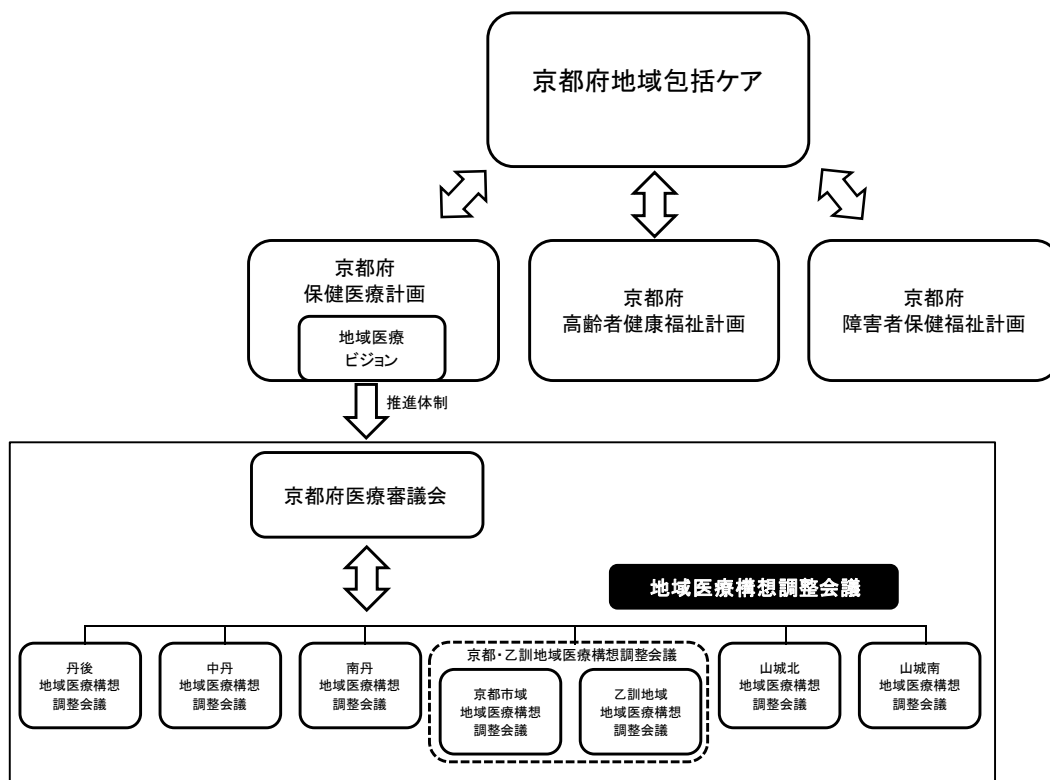 京都府地域包括ケア
京都府
保健医療計画
地域医療
ビジョン
京都府
高齢者健康福祉計画
京都府
障害者保健福祉計画
推進体制
京都府医療審議会
地域医療構想調整会議
丹後
地域医療構想
調整会議
中丹
地域医療構想
調整会議
南丹
地域医療構想
調整会議
京都・乙訓地域医療構想調整会議
京都市域
地域医療構想
調整会議
乙訓地域
地域医療構想
調整会議
山城北
地域医療構想
調整会議
山城南
地域医療構想
調整会議